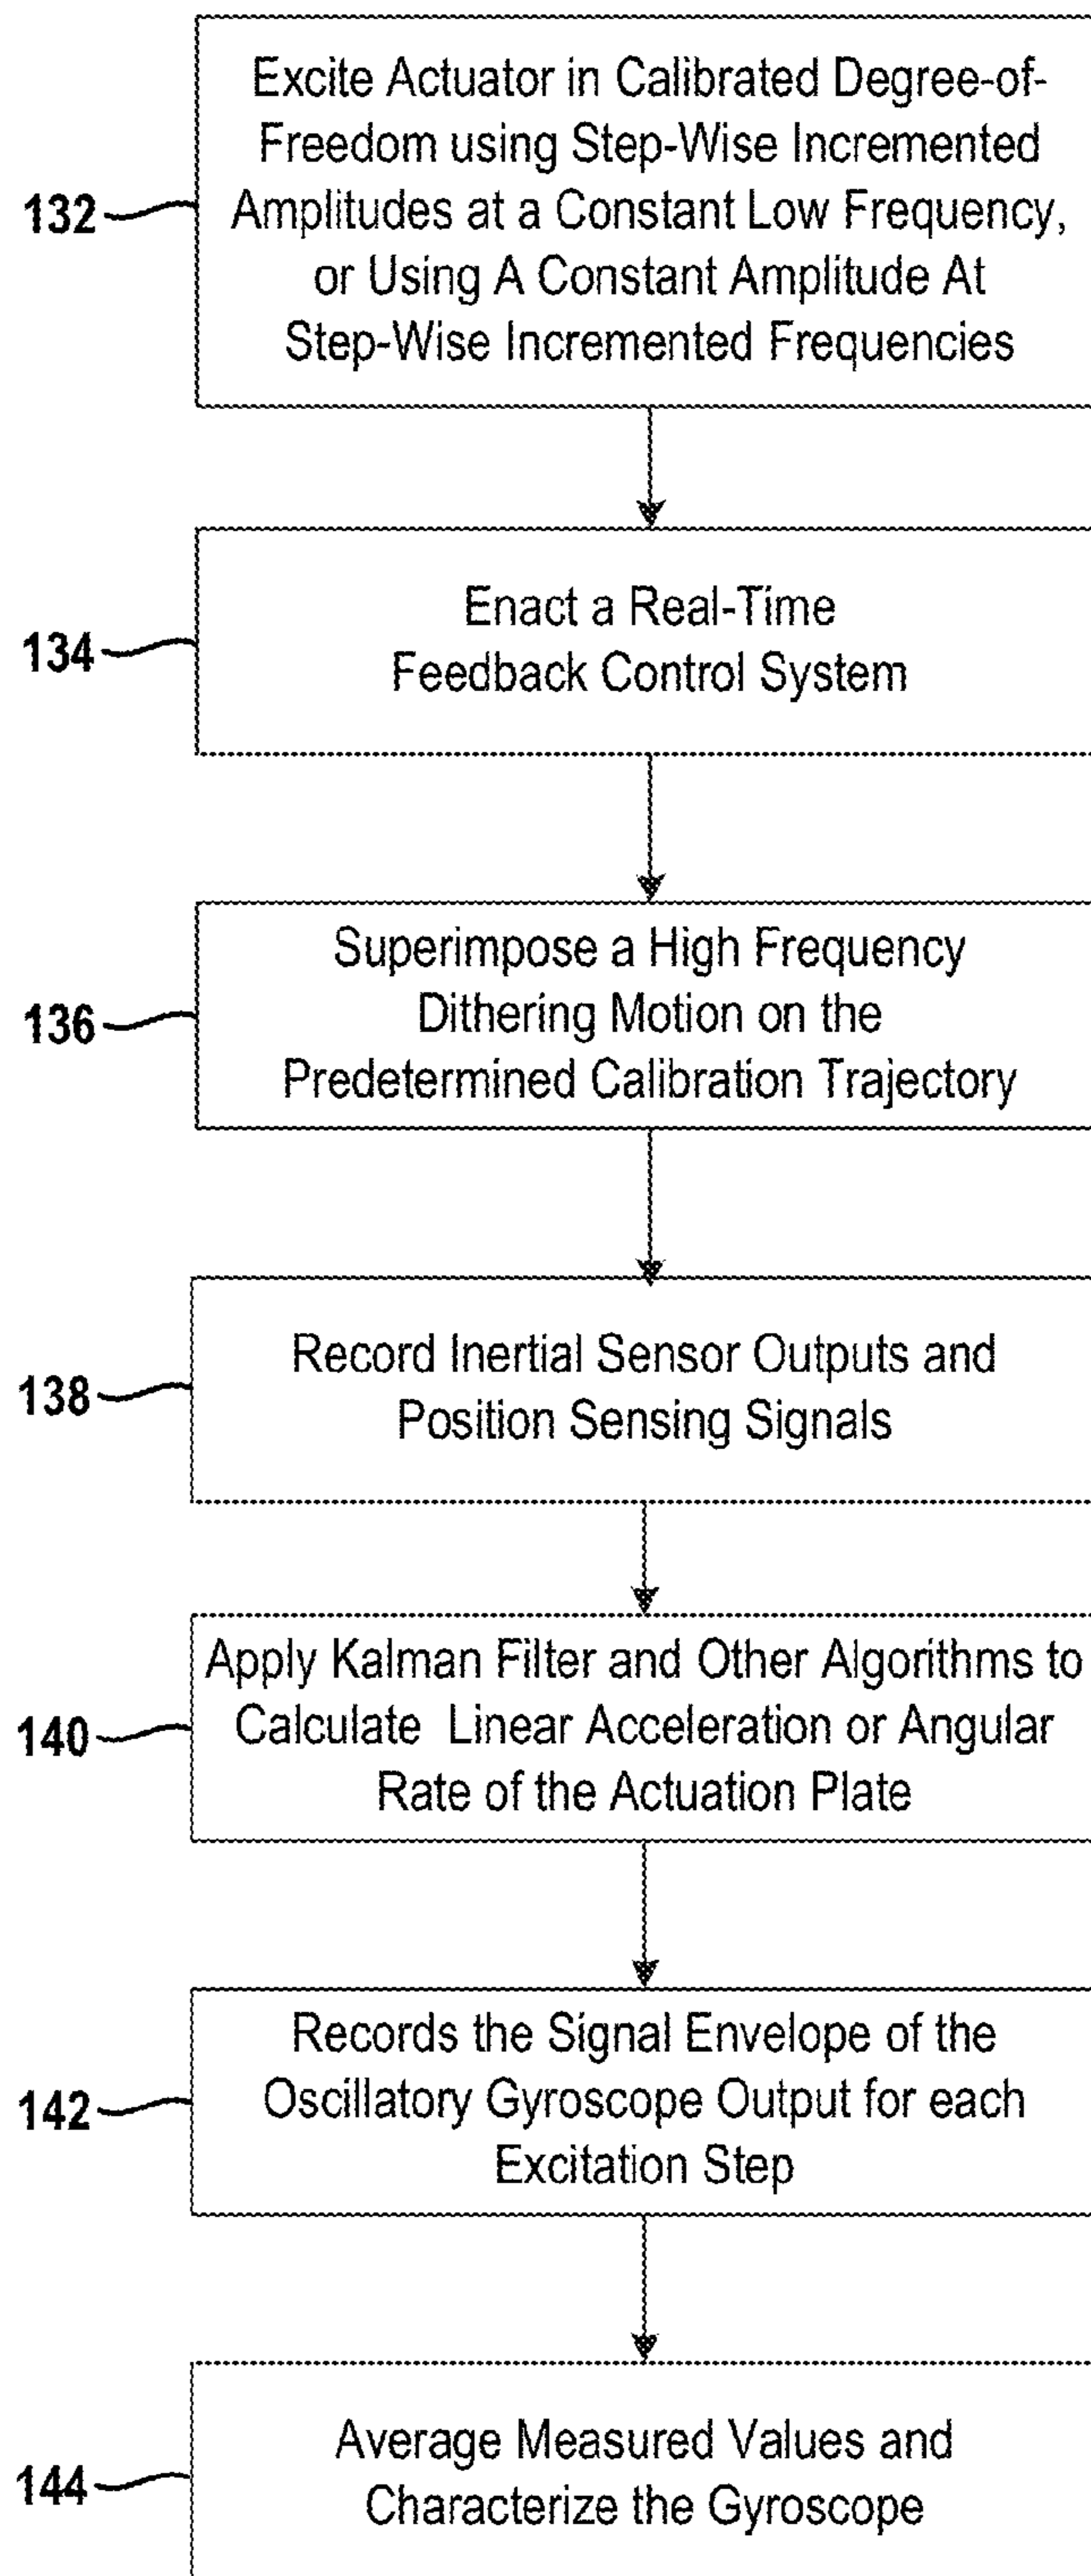 Excite Actuator in Calibrated Degree-of-
Freedom using Step-Wise Incremented
Amplitudes at a Constant Low Frequency,
or Using A Constant Amplitude At
Step-Wise Incremented Frequencies
132
Enact a Real-Time
Feedback Control System
134
Superimpose a High Frequency
Dithering Motion on the
Predetermined Calibration Trajectory
136
Record Inertial Sensor Outputs and
Position Sensing Signals
138
Apply Kalman Filter and Other Algorithms to
Calculate Linear Acceleration or Angular
Rate of the Actuation Plate
140
Records the Signal Envelope of the
Oscillatory Gyroscope Output for each
Excitation Step
142
Average Measured Values and
Characterize the Gyroscope
144